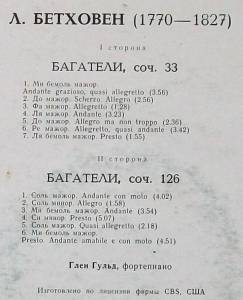 Л. БЕТХОВЕН (1770—1827)
I сторона
БАГАТЕЛИ, соч. 33
1. Ми бемоль мажор.
Andante grazioso, quasi allegretto (3.56)
2. До мажор. Scherzo Allegro (2.56)
3. Фа мажор. Allegretto (1.28)
4. Ля мажор. Andante (3.23)
5. До мажор. Allegro ma non troppo (2.36)
6. Ре мажор. Allegretto, quasi andante (3.42)
7. Ля бемоль мажор. Presto (1.55)
II сторона
БАГАТЕЛИ, соч. 126
1. Соль мажор. Andante con moto (4.02)
2. Соль минор. Allegro (1.58)
3. Ми бемоль мажор. Andante (3.54)
4. Си минор. Presto (5.07)
5. Соль мажор. Quasi allegretto (2.18)
6. Ми бемоль мажор.
Presto. Andante amabile e con moto (4.51)
Глен Гульд, фортепиано
Изготовлено по лицензии фирмы CBS, США